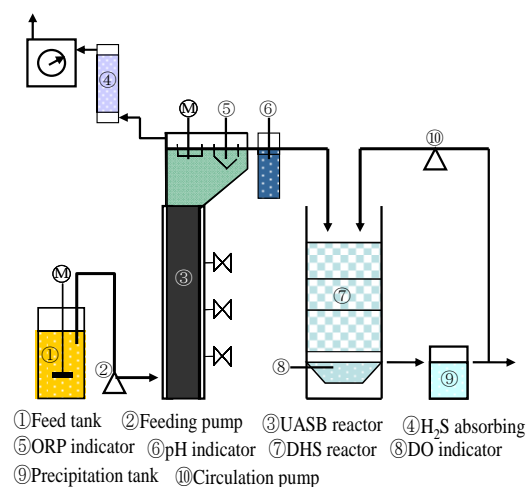 ④
Ⓜ ⑤ ⑥
⑩
Ⓜ
③
⑦
①
②
⑧
⑨
①Feed tank ②Feeding pump ③UASB reactor ④H₂S absorbing
⑤ORP indicator ⑥pH indicator ⑦DHS reactor ⑧DO indicator
⑨Precipitation tank ⑩Circulation pump